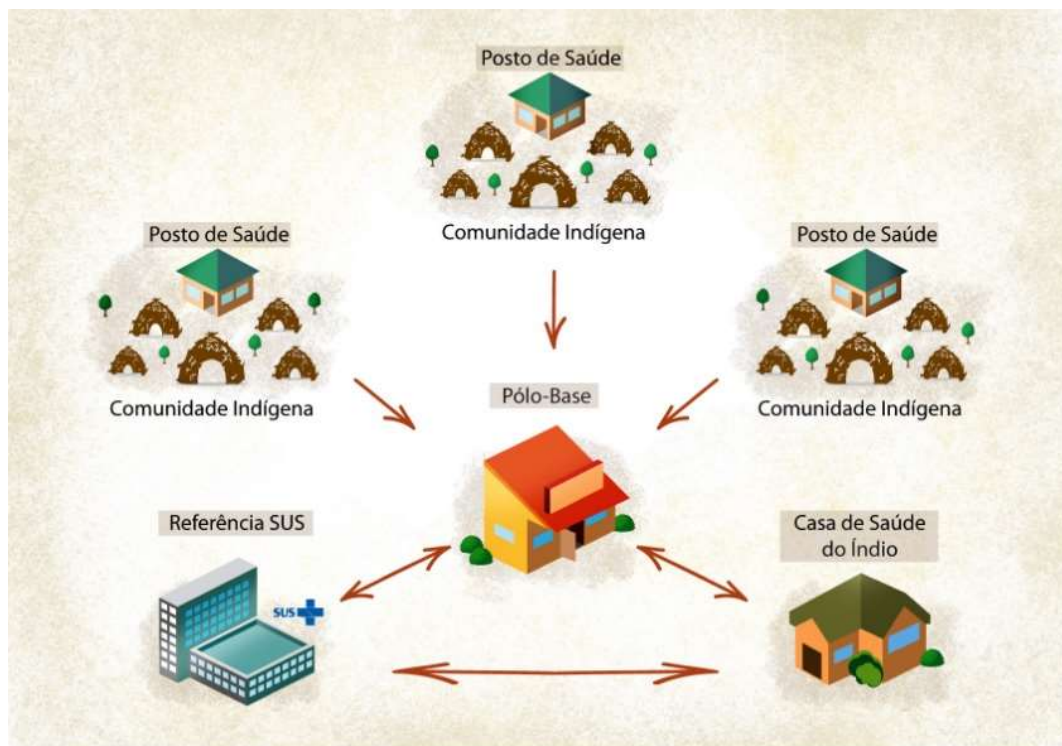 Posto de Saúde
Comunidade Indígena
Posto de Saúde
Comunidade Indígena
Posto de Saúde
Comunidade Indígena
Pólo-Base
Referência SUS
SUS
Casa de Saúde
do Índio